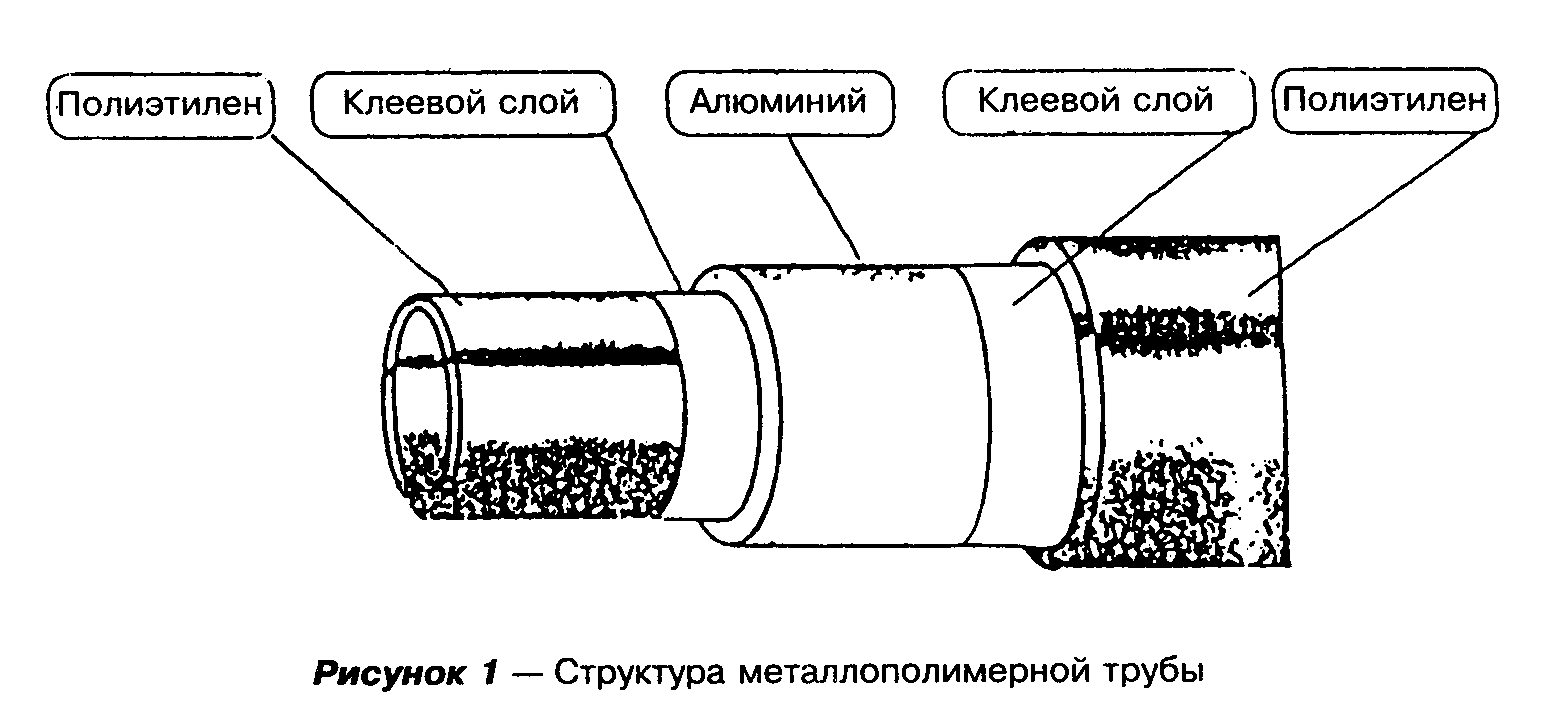 Полиэтилен
Клеевой слой
Алюминий
Клеевой слой
Полиэтилен
Рисунок 1 — Структура металлополимерной трубы